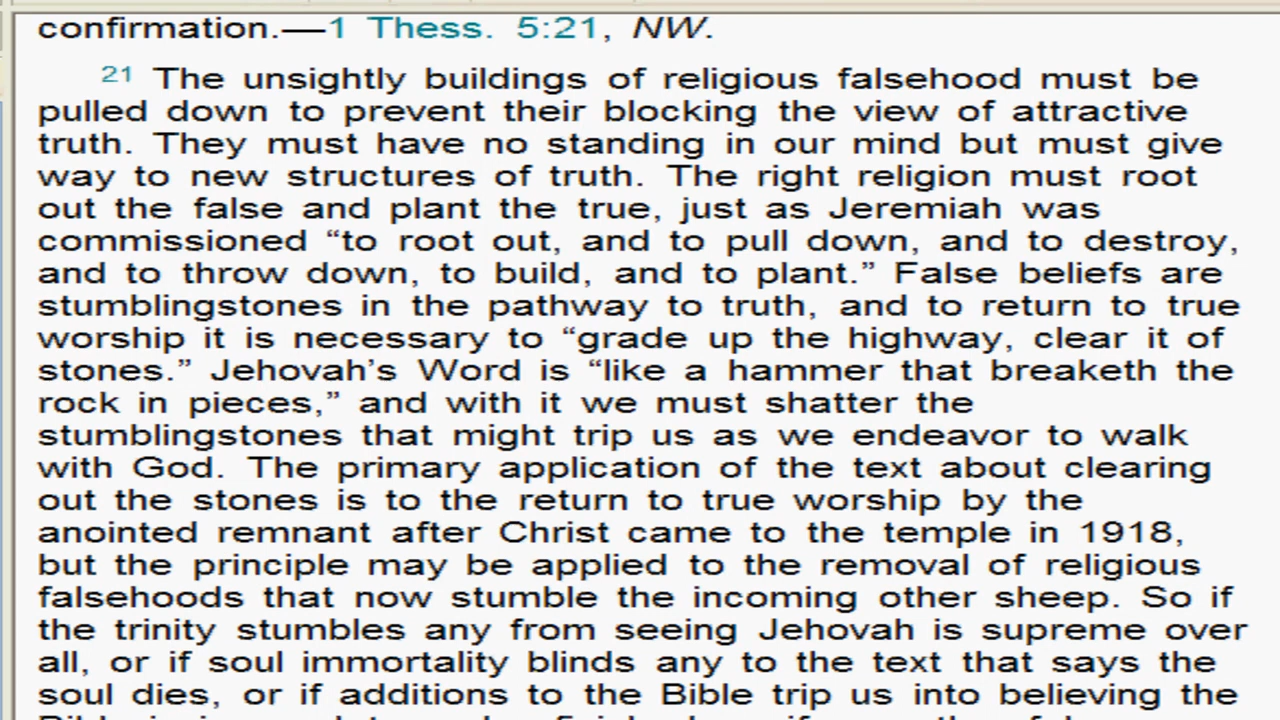 confirmation.—1 Thess. 5:21, NW.
21 The unsightly buildings of religious falsehood must be
pulled down to prevent their blocking the view of attractive
truth. They must have no standing in our mind but must give
way to new structures of truth. The right religion must root
out the false and plant the true, just as Jeremiah was
commissioned “to root out, and to pull down, and to destroy,
and to throw down, to build, and to plant.” False beliefs are
stumblingstones in the pathway to truth, and to return to true
worship it is necessary to “grade up the highway, clear it of
stones.” Jehovah’s Word is “like a hammer that breaketh the
rock in pieces,” and with it we must shatter the
stumblingstones that might trip us as we endeavor to walk
with God. The primary application of the text about clearing
out the stones is to the return to true worship by the
anointed remnant after Christ came to the temple in 1918,
but the principle may be applied to the removal of religious
falsehoods that now stumble the incoming other sheep. So if
the trinity stumbles any from seeing Jehovah is supreme over
all, or if soul immortality blinds any to the text that says the
soul dies, or if additions to the Bible trip us into believing the